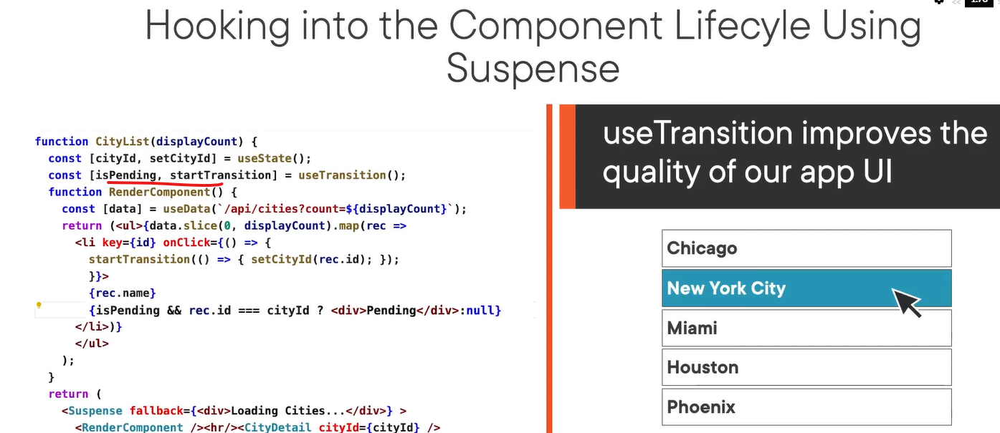 Hooking into the Component Lifecyle Using
Suspense
function CityList(displayCount) {
const [cityId, setCityId] = useState();
const [isPending, startTransition] = useTransition();
function RenderComponent() {
const [data] = useData(`/api/cities?count=${displayCount}`);
return (<ul>{data.slice(0, displayCount).map(rec =>
<li key={id} onClick={() => {
startTransition(() => { setCityId(rec.id); });
}}>
{rec.name}
{isPending && rec.id === cityId ? <div>Pending</div>:null}
</li>)}
</ul>
);
}
return (
<Suspense fallback={<div>Loading Cities...</div>} >
<RenderComponent /><hr/><CityDetail cityId={cityId} />
useTransition improves the
quality of our app UI
Chicago
New York City
Miami
Houston
Phoenix